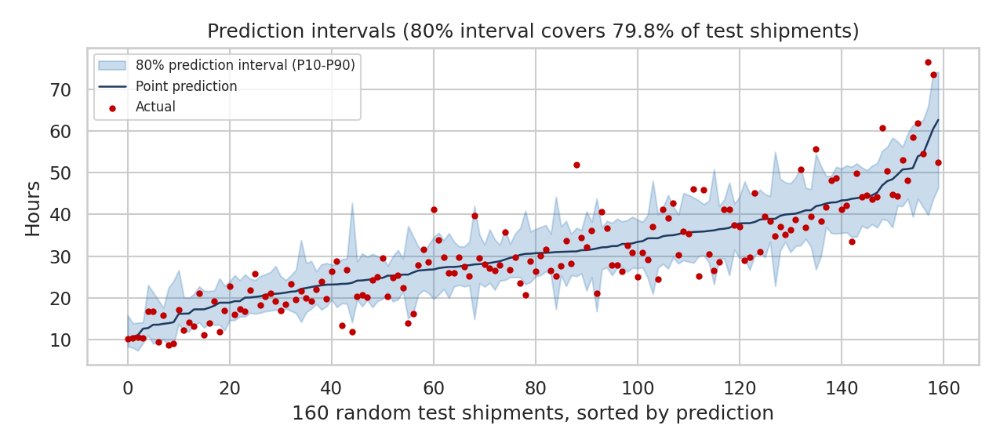 Prediction intervals (80% interval covers 79.8% of test shipments)
80% prediction interval (P10-P90)
Point prediction
Actual
Hours
70
60
50
40
30
20
10
0 20 40 60 80 100 120 140 160
160 random test shipments, sorted by prediction